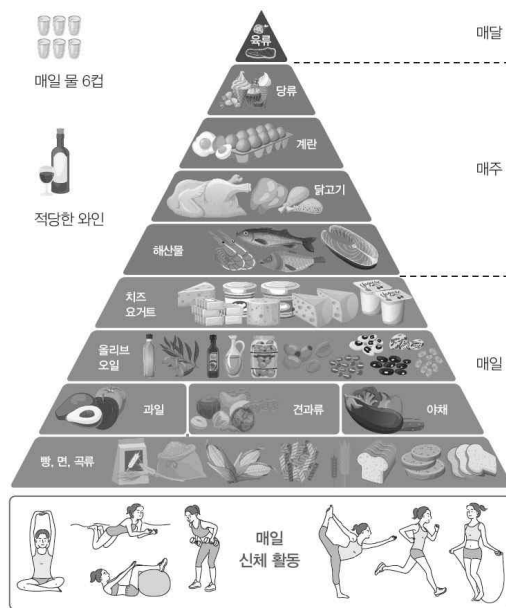 육류
매달
매일 물 6컵
당류
계란
매주
닭고기
적당한 와인
해산물
치즈
요거트
올리브
오일
매일
과일
견과류
야채
빵, 면, 곡류
매일
신체 활동